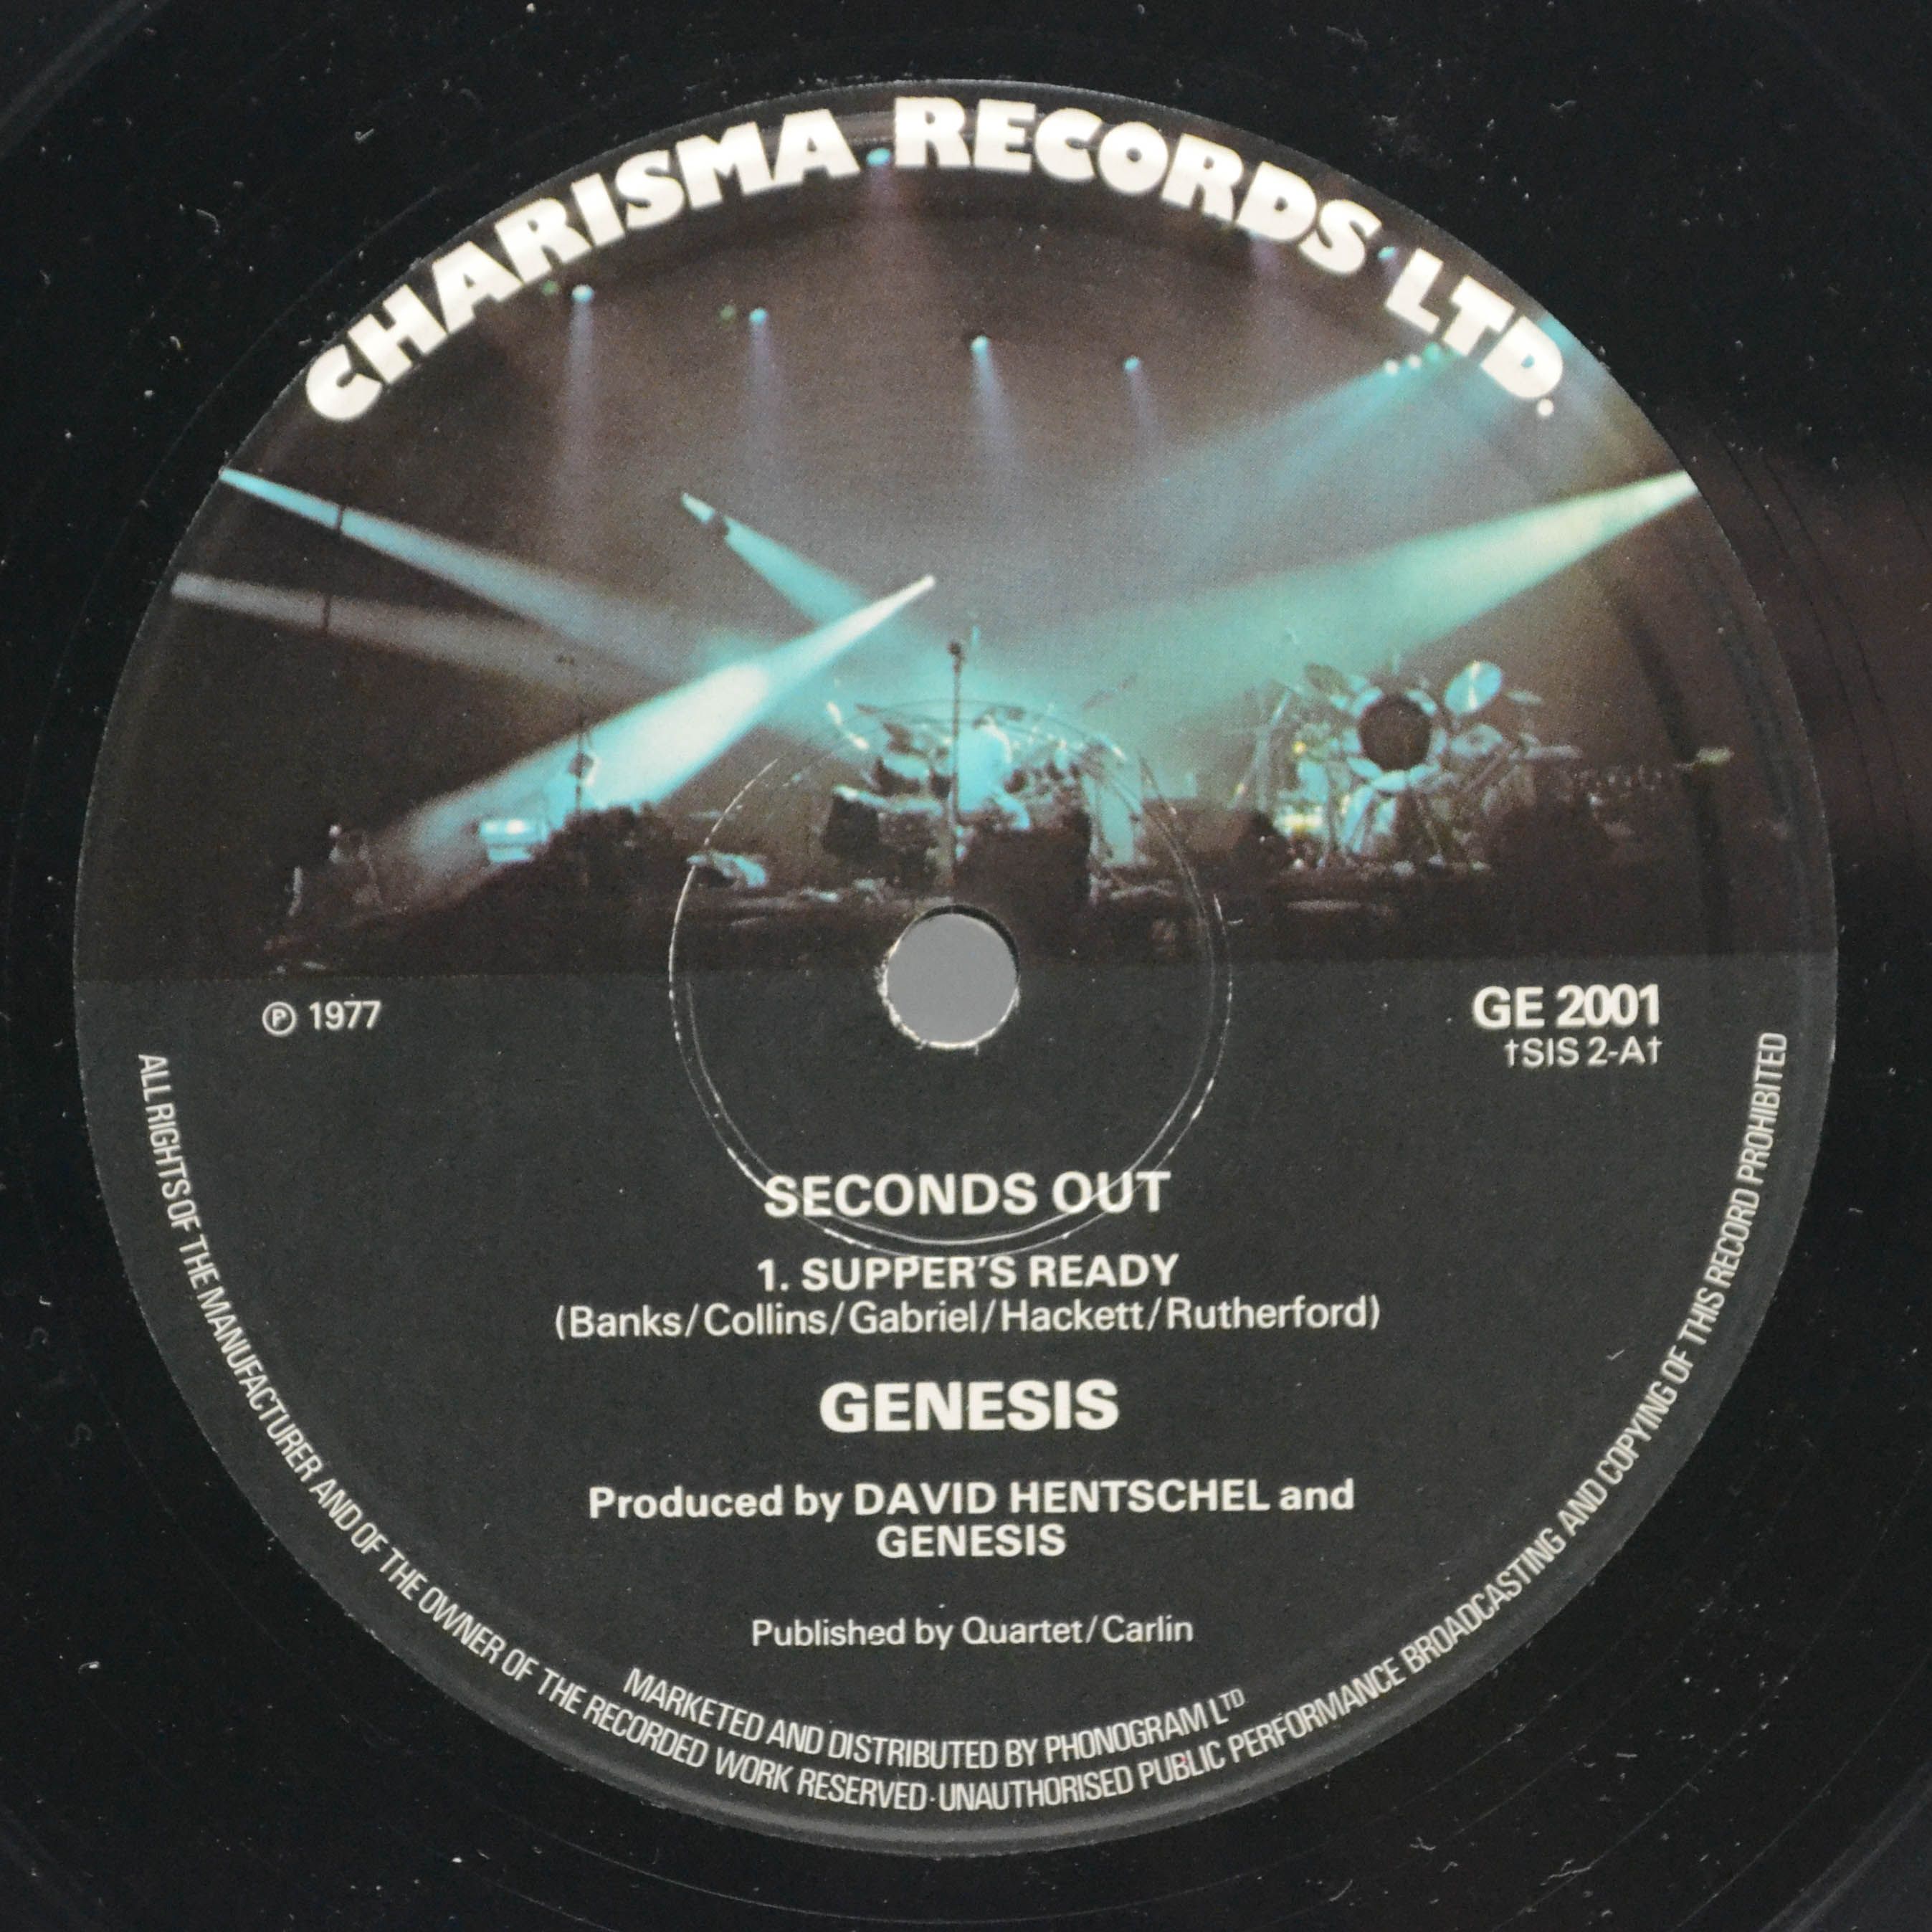 CHARISMA RECORDS LTD.
℗ 1977
GE 2001
†SIS 2-A†
SECONDS OUT
1. SUPPER'S READY
(Banks/Collins/Gabriel/Hackett/Rutherford)
GENESIS
Produced by DAVID HENTSCHEL and
GENESIS
Published by Quartet/Carlin
MARKETED AND DISTRIBUTED BY PHONOGRAM LTD
ALL RIGHTS OF THE MANUFACTURER AND OF THE OWNER OF THE RECORDED WORK RESERVED·UNAUTHORISED PUBLIC PERFORMANCE BROADCASTING AND COPYING OF THIS RECORD PROHIBITED